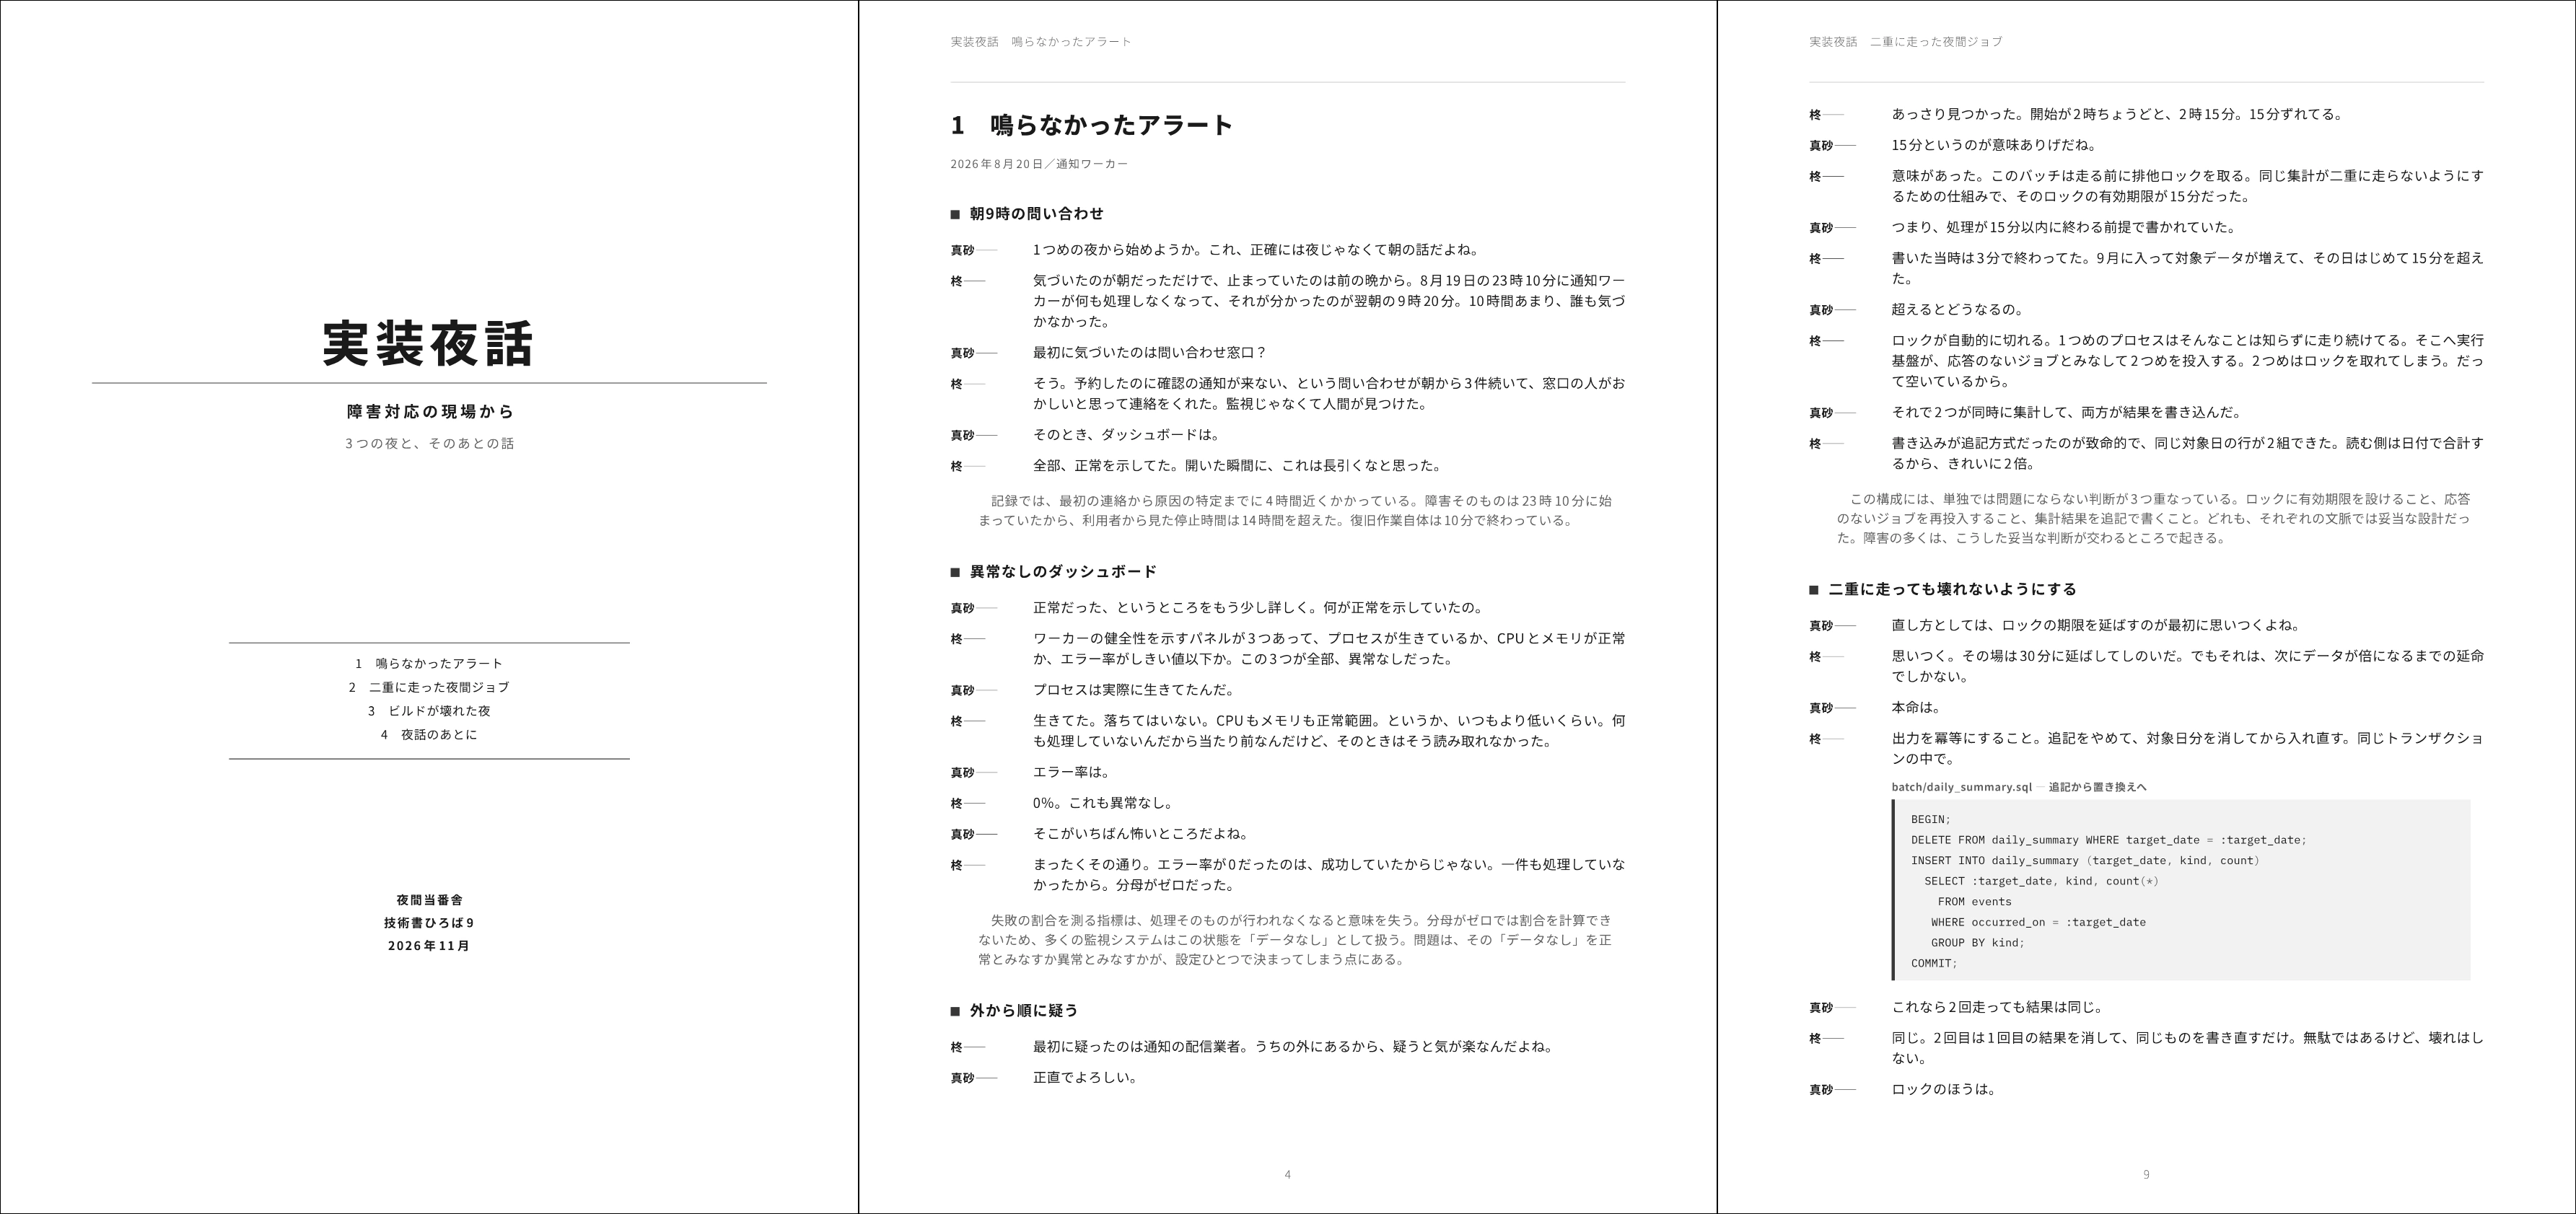 実装夜話
障害対応の現場から
3つの夜と、そのあとの話
1　鳴らなかったアラート
2　二重に走った夜間ジョブ
3　ビルドが壊れた夜
4　夜話のあとに
夜間当番舎
技術書ひろば9
2026年11月
実装夜話　鳴らなかったアラート
1　鳴らなかったアラート
2026年8月20日／通知ワーカー
■ 朝9時の問い合わせ
真砂── 1つめの夜から始めようか。これ、正確には夜じゃなくて朝の話だよね。
柊── 気づいたのが朝だっただけで、止まっていたのは前の晩から。8月19日の23時10分に通知ワー
カーが何も処理しなくなって、それが分かったのが翌朝の9時20分。10時間あまり、誰も気づ
かなかった。
真砂── 最初に気づいたのは問い合わせ窓口？
柊── そう。予約したのに確認の通知が来ない、という問い合わせが朝から3件続いて、窓口の人がお
かしいと思って連絡をくれた。監視じゃなくて人間が見つけた。
真砂── そのとき、ダッシュボードは。
柊── 全部、正常を示してた。開いた瞬間に、これは長引くなと思った。
記録では、最初の連絡から原因の特定までに4時間近くかかっている。障害そのものは23時10分に始
まっていたから、利用者から見た停止時間は14時間を超えた。復旧作業自体は10分で終わっている。
■ 異常なしのダッシュボード
真砂── 正常だった、というところをもう少し詳しく。何が正常を示していたの。
柊── ワーカーの健全性を示すパネルが3つあって、プロセスが生きているか、CPUとメモリが正常
か、エラー率がしきい値以下か。この3つが全部、異常なしだった。
真砂── プロセスは実際に生きてたんだ。
柊── 生きてた。落ちてはいない。CPUもメモリも正常範囲。というか、いつもより低いくらい。何
も処理していないんだから当たり前なんだけど、そのときはそう読み取れなかった。
真砂── エラー率は。
柊── 0%。これも異常なし。
真砂── そこがいちばん怖いところだよね。
柊── まったくその通り。エラー率が0だったのは、成功していたからじゃない。一件も処理していな
かったから。分母がゼロだった。
失敗の割合を測る指標は、処理そのものが行われなくなると意味を失う。分母がゼロでは割合を計算でき
ないため、多くの監視システムはこの状態を「データなし」として扱う。問題は、その「データなし」を正
常とみなすか異常とみなすかが、設定ひとつで決まってしまう点にある。
■ 外から順に疑う
柊── 最初に疑ったのは通知の配信業者。うちの外にあるから、疑うと気が楽なんだよね。
真砂── 正直でよろしい。
4
実装夜話　二重に走った夜間ジョブ
柊── あっさり見つかった。開始が2時ちょうどと、2時15分。15分ずれてる。
真砂── 15分というのが意味ありげだね。
柊── 意味があった。このバッチは走る前に排他ロックを取る。同じ集計が二重に走らないようにす
るための仕組みで、そのロックの有効期限が15分だった。
真砂── つまり、処理が15分以内に終わる前提で書かれていた。
柊── 書いた当時は3分で終わってた。9月に入って対象データが増えて、その日はじめて15分を超え
た。
真砂── 超えるとどうなるの。
柊── ロックが自動的に切れる。1つめのプロセスはそんなことは知らずに走り続けてる。そこへ実行
基盤が、応答のないジョブとみなして2つめを投入する。2つめはロックを取れてしまう。だっ
て空いているから。
真砂── それで2つが同時に集計して、両方が結果を書き込んだ。
柊── 書き込みが追記方式だったのが致命的で、同じ対象日の行が2組できた。読む側は日付で合計す
るから、きれいに2倍。
この構成には、単独では問題にならない判断が3つ重なっている。ロックに有効期限を設けること、応答
のないジョブを再投入すること、集計結果を追記で書くこと。どれも、それぞれの文脈では妥当な設計だっ
た。障害の多くは、こうした妥当な判断が交わるところで起きる。
■ 二重に走っても壊れないようにする
真砂── 直し方としては、ロックの期限を延ばすのが最初に思いつくよね。
柊── 思いつく。その場は30分に延ばしてしのいだ。でもそれは、次にデータが倍になるまでの延命
でしかない。
真砂── 本命は。
柊── 出力を冪等にすること。追記をやめて、対象日分を消してから入れ直す。同じトランザクショ
ンの中で。
batch/daily_summary.sql — 追記から置き換えへ
BEGIN;
DELETE FROM daily_summary WHERE target_date = :target_date;
INSERT INTO daily_summary (target_date, kind, count)
SELECT :target_date, kind, count(*)
FROM events
WHERE occurred_on = :target_date
GROUP BY kind;
COMMIT;
真砂── これなら2回走っても結果は同じ。
柊── 同じ。2回目は1回目の結果を消して、同じものを書き直すだけ。無駄ではあるけど、壊れはし
ない。
真砂── ロックのほうは。
9